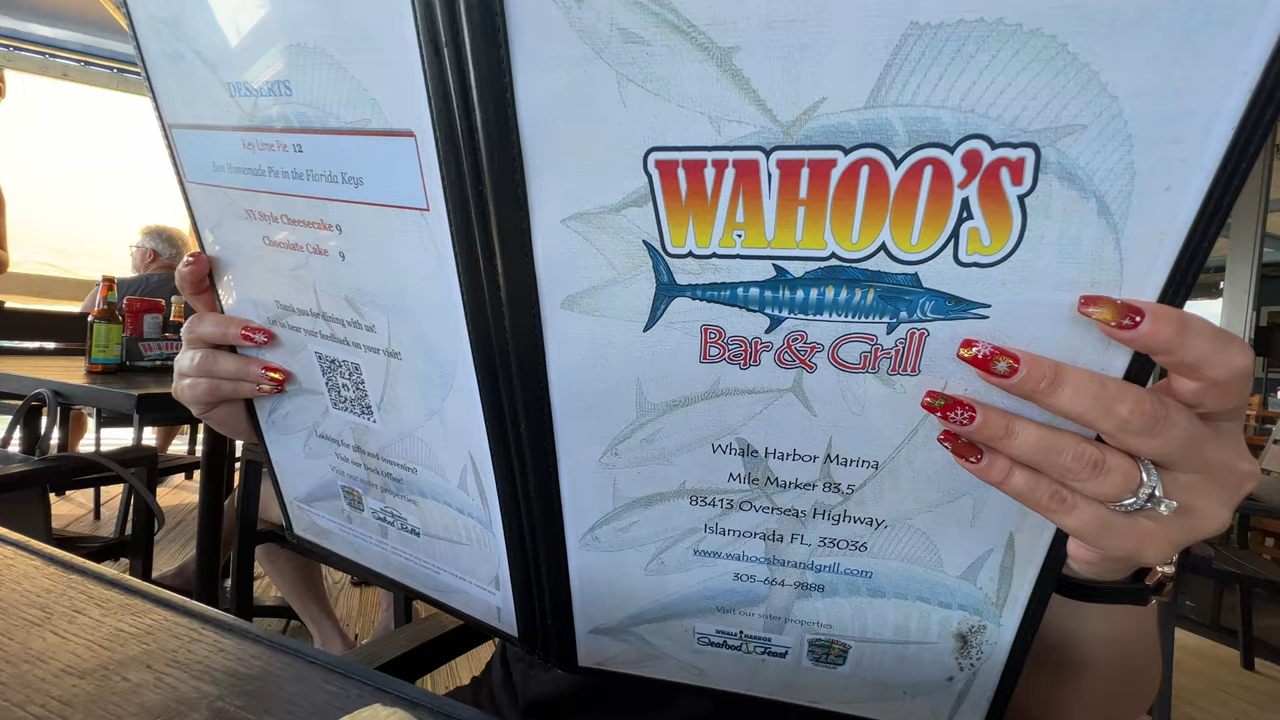 DESSERTS
Key Lime Pie 12
Best Homemade Pie in the Florida Keys
NY Style Cheesecake 9
Chocolate Cake 9
Thank you for dining with us!
Let us hear your feedback on your visit!
Looking for gifts and souvenirs?
Visit our Dock Office!
Visit our sister properties:
WAHOO'S
Bar & Grill
Whale Harbor Marina
Mile Marker 83.5
83413 Overseas Highway,
Islamorada FL, 33036
www.wahoosbarandgrill.com
305-664-9888
Visit our sister properties:
WHALE HARBOR
Seafood Feast
WAHOO